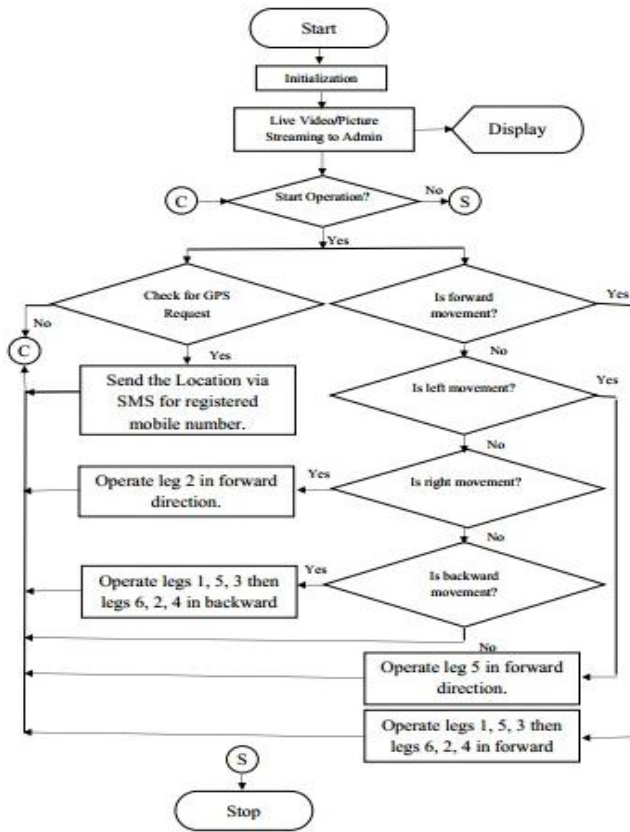 Start
Initialization
Live Video/Picture
Streaming to Admin
Display
C
Start Operation?
No
S
Yes
Check for GPS
Request
Is forward
movement?
Yes
No
C
Yes
No
Send the Location via
SMS for registered
mobile number.
Is left movement?
Yes
No
Operate leg 2 in forward
direction.
Yes
Is right movement?
No
Operate legs 1, 5, 3 then
legs 6, 2, 4 in backward
Yes
Is backward
movement?
No
Operate leg 5 in forward
direction.
Operate legs 1, 5, 3 then
legs 6, 2, 4 in forward
S
Stop